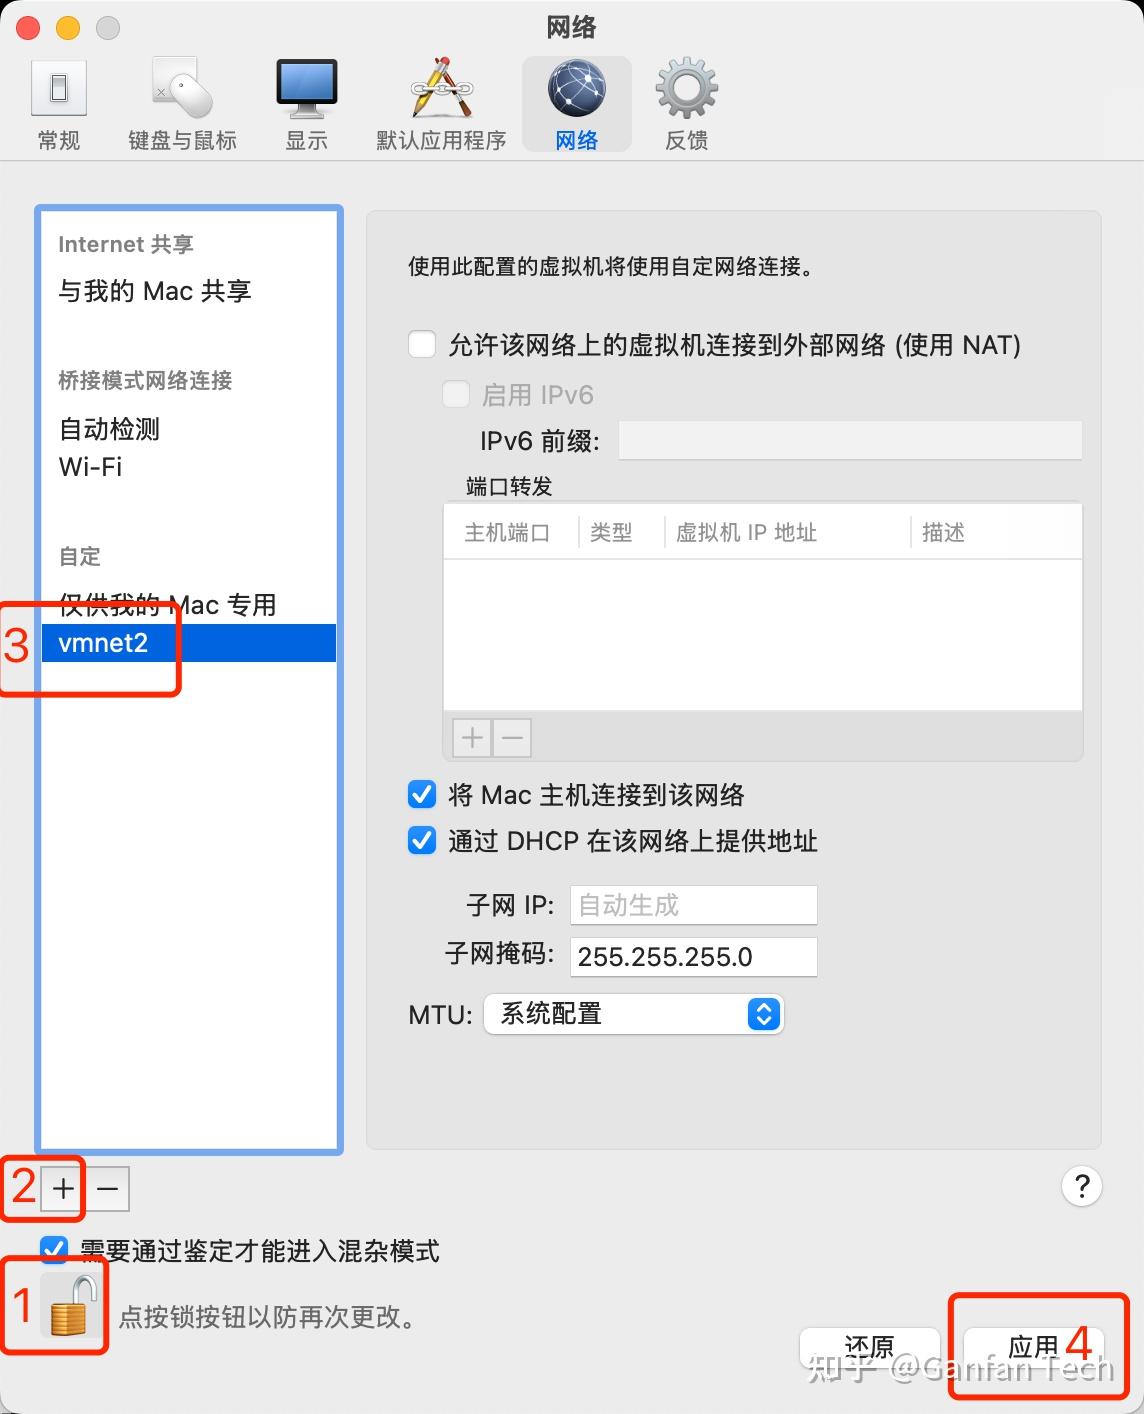 网络
常规
键盘与鼠标
显示
默认应用程序
网络
反馈
Internet 共享
与我的 Mac 共享
桥接模式网络连接
自动检测
Wi-Fi
自定
仅供我的 Mac 专用
3
vmnet2
使用此配置的虚拟机将使用自定网络连接。
允许该网络上的虚拟机连接到外部网络 (使用 NAT)
启用 IPv6
IPv6 前缀:
端口转发
主机端口 类型 虚拟机 IP 地址 描述
将 Mac 主机连接到该网络
通过 DHCP 在该网络上提供地址
子网 IP: 自动生成
子网掩码: 255.255.255.0
MTU: 系统配置
2 + −
?
需要通过鉴定才能进入混杂模式
1
点按锁按钮以防再次更改。
还原
应用 4
知乎 @Ganfan Tech